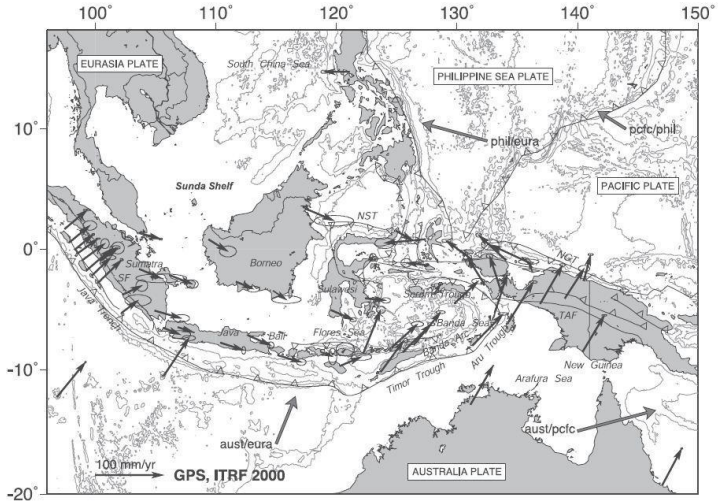 100° 110° 120° 130° 140° 150°
EURASIA PLATE
South China Sea
PHILIPPINE SEA PLATE
10°
phil/eura
pcfc/phil
PACIFIC PLATE
Sunda Shelf
NST
0°
Sumatra
SF
Borneo
Sulawesi
NGT
Java Trench
Seram Trough
Banda Sea
TAF
Java
Bali
Flores Sea
Banda Arc
Aru Trough
New Guinea
-10°
Timor Trough
Arafura Sea
aust/eura
aust/pcfc
100 mm/yr
GPS, ITRF 2000
AUSTRALIA PLATE
-20°